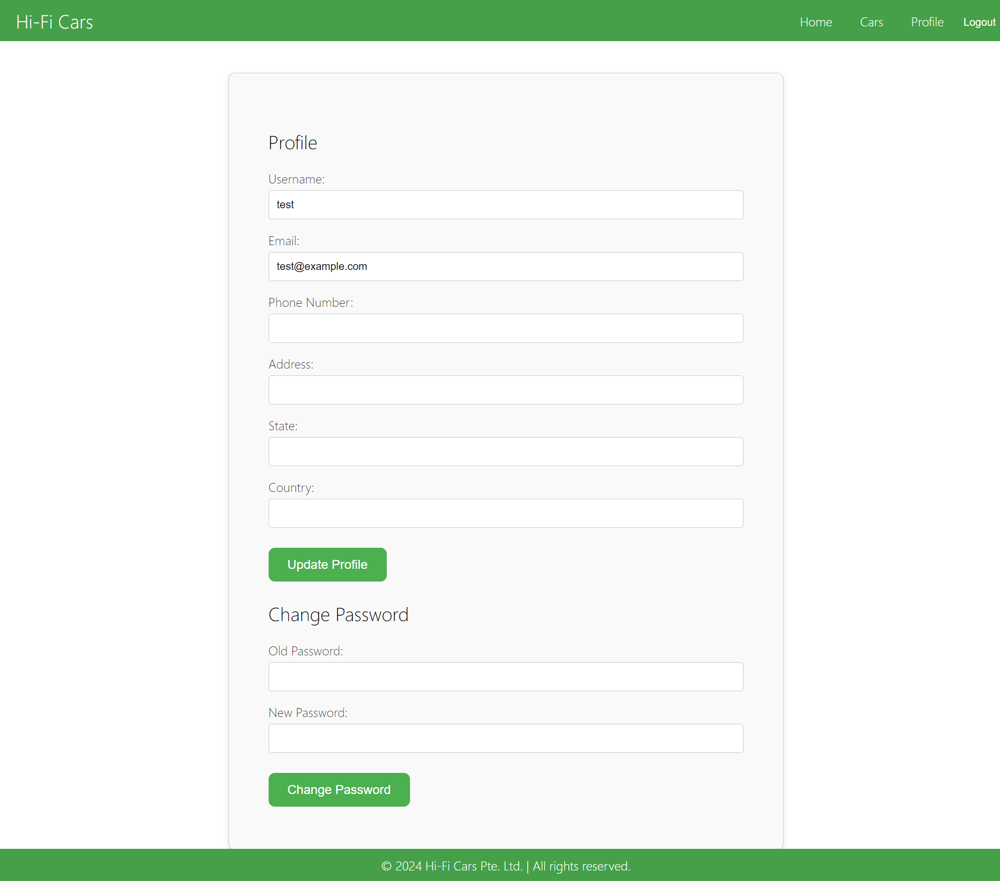 Hi-Fi Cars Home Cars Profile Logout
Profile
Username:
test
Email:
test@example.com
Phone Number:
Address:
State:
Country:
Update Profile
Change Password
Old Password:
New Password:
Change Password
© 2024 Hi-Fi Cars Pte. Ltd. | All rights reserved.